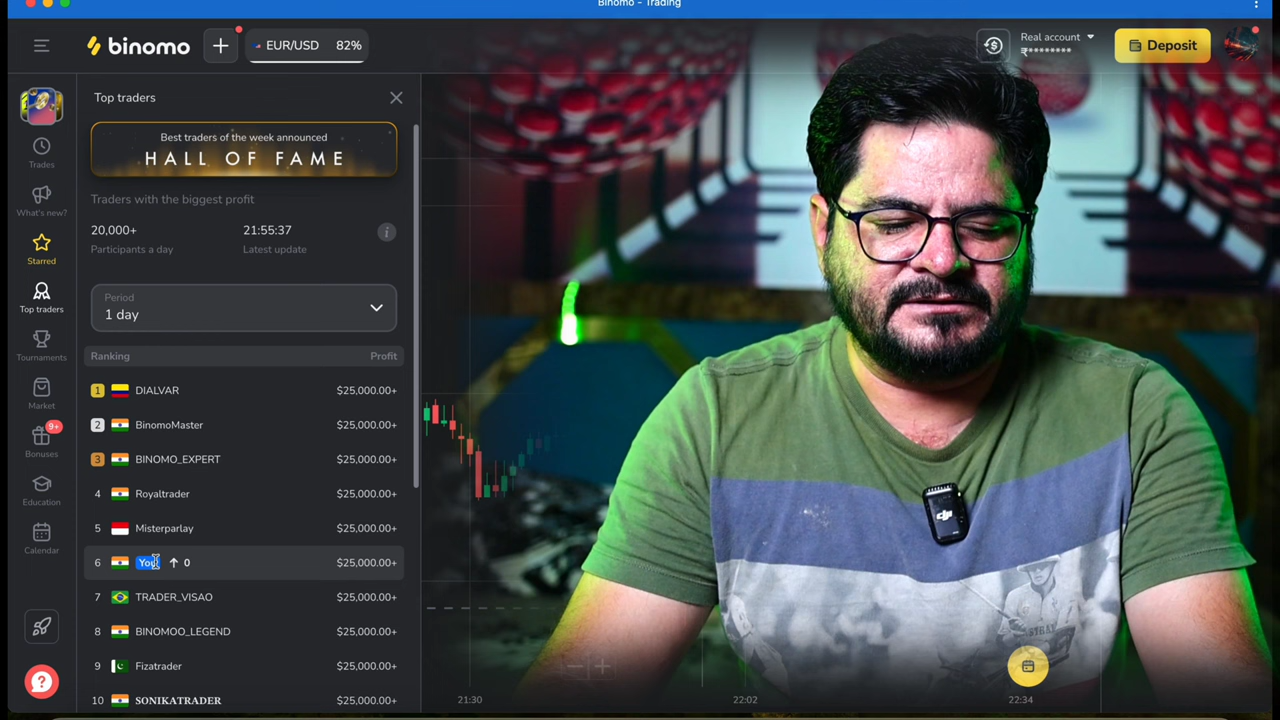 Binomo - Trading
binomo
+
EUR/USD 82%
Real account
₹********
Deposit
Top traders
Trades
What's new?
Starred
Top traders
Tournaments
Market
9+
Bonuses
Education
Calendar
?
Best traders of the week announced
HALL OF FAME
Traders with the biggest profit
20,000+ 21:55:37
Participants a day Latest update
i
Period
1 day
Ranking Profit
1 DIALVAR $25,000.00+
2 BinomoMaster $25,000.00+
3 BINOMO_EXPERT $25,000.00+
4 Royaltrader $25,000.00+
5 Misterparlay $25,000.00+
6 You ↑ 0 $25,000.00+
7 TRADER_VISAO $25,000.00+
8 BINOMOO_LEGEND $25,000.00+
9 Fizatrader $25,000.00+
10 SONIKATRADER $25,000.00+
dji
21:30 22:02 22:34